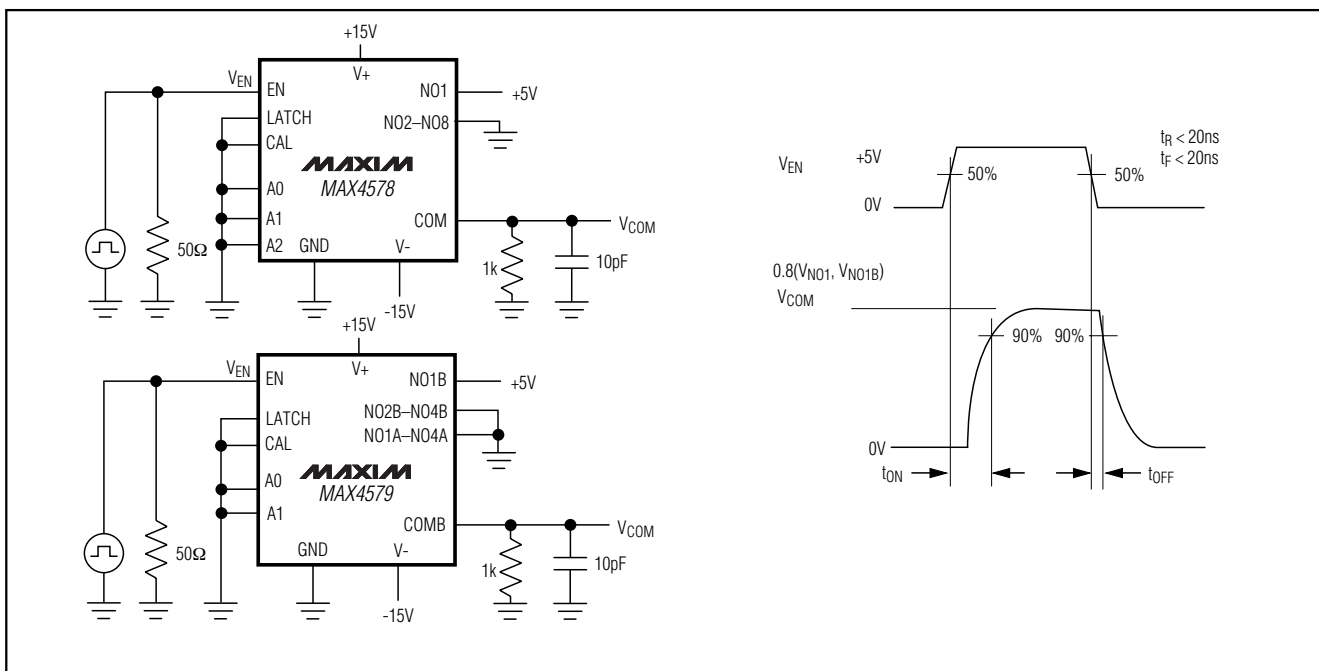 +15V
V+
VEN
EN
NO1
+5V
LATCH
NO2–NO8
CAL
MAXIM
MAX4578
A0
A1
COM
VCOM
A2
GND
V-
50Ω
1k
10pF
-15V
+15V
V+
VEN
EN
NO1B
+5V
LATCH
NO2B–NO4B
CAL
NO1A–NO4A
MAXIM
MAX4579
A0
A1
COMB
VCOM
GND
V-
50Ω
1k
10pF
-15V
VEN
+5V
tR < 20ns
tF < 20ns
50%
50%
0V
0.8(VNO1, VNO1B)
VCOM
90%
90%
0V
tON
tOFF